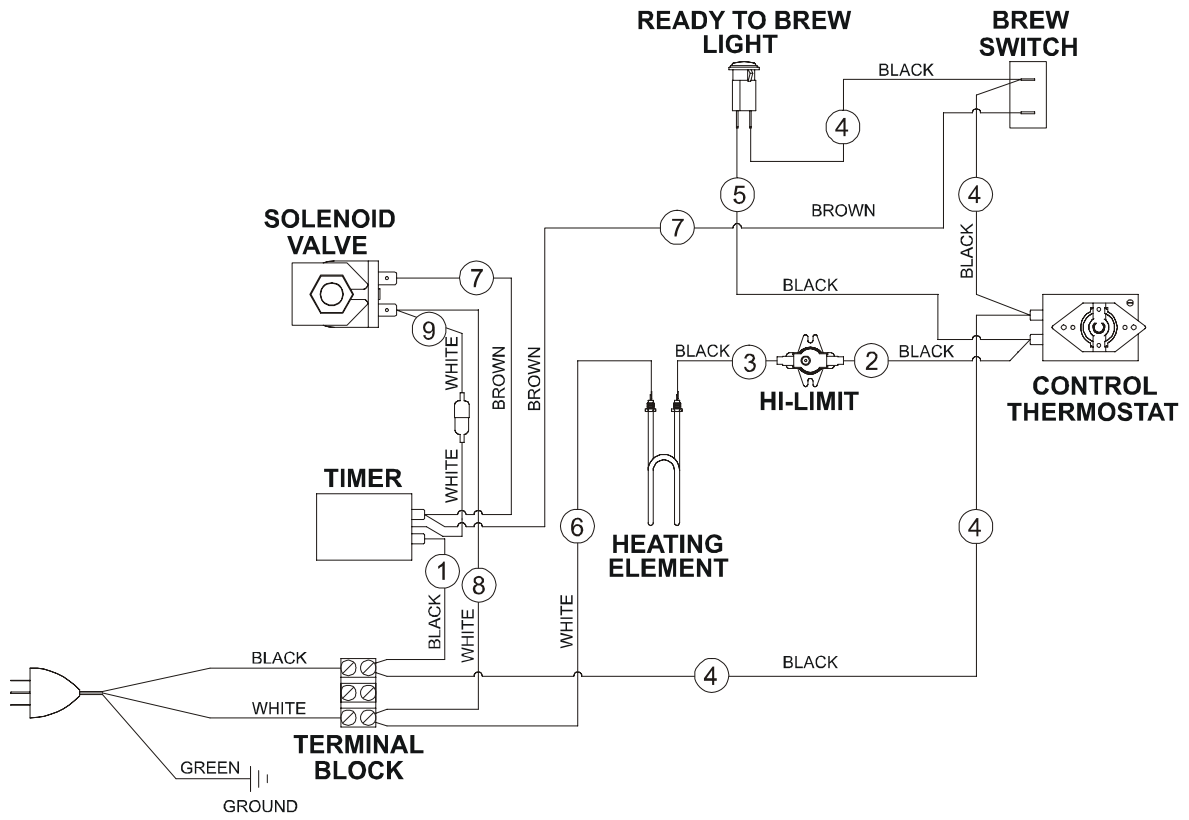 READY TO BREW
LIGHT
BREW
SWITCH
BLACK
4
5
4
BROWN
7
BLACK
SOLENOID
VALVE
7
9
WHITE
BLACK
BROWN
BROWN
BLACK
3
2
BLACK
HI-LIMIT
CONTROL
THERMOSTAT
WHITE
TIMER
6
4
HEATING
ELEMENT
1
8
BLACK
WHITE
WHITE
BLACK
4
BLACK
WHITE
TERMINAL
BLOCK
GREEN
GROUND